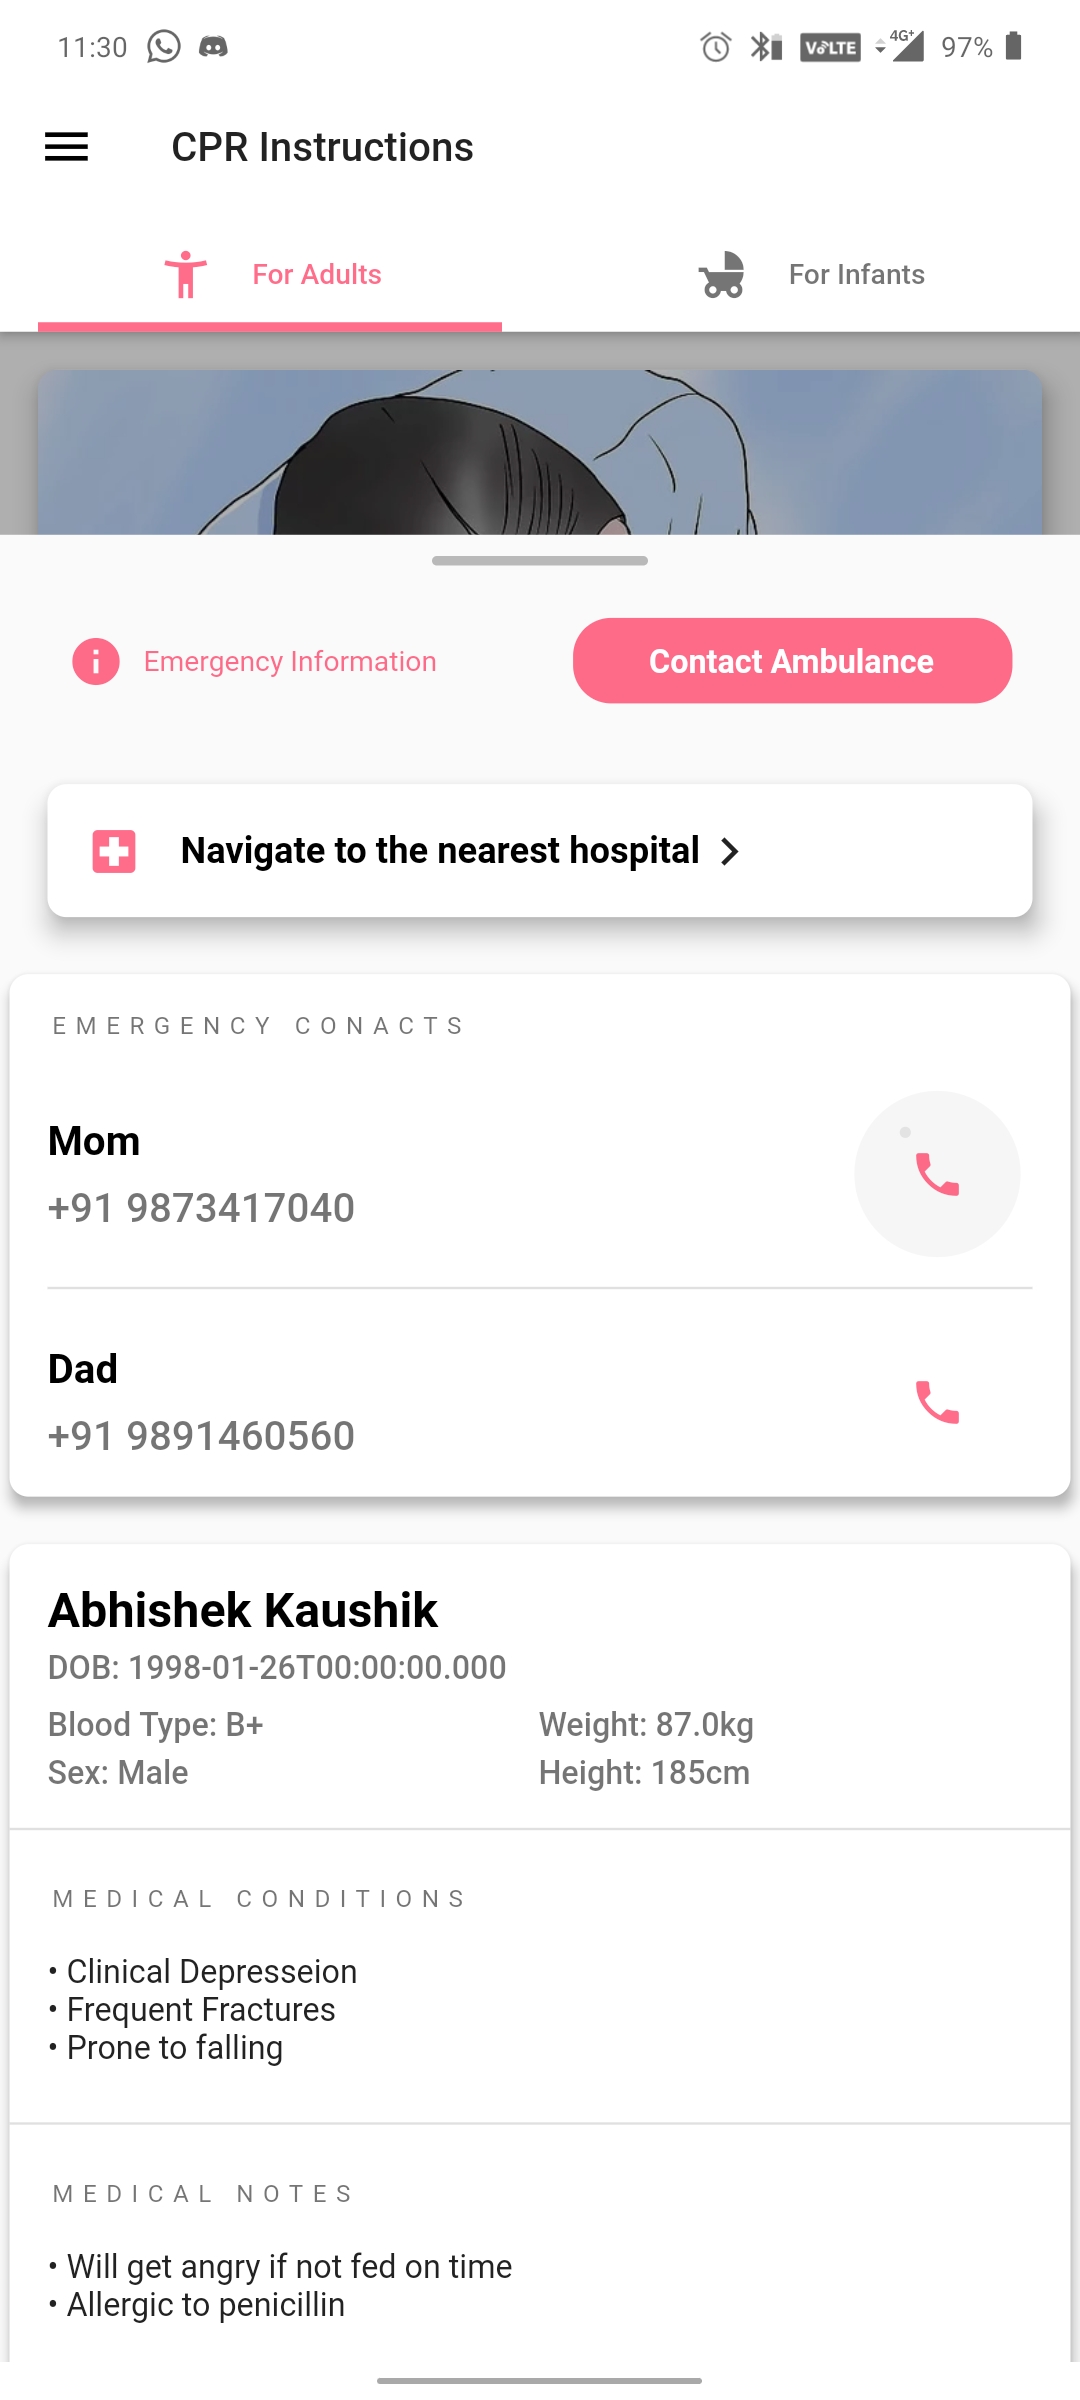 11:30
VoLTE 4G+ 97%
CPR Instructions
For Adults
For Infants
Emergency Information
Contact Ambulance
Navigate to the nearest hospital
EMERGENCY CONACTS
Mom
+91 9873417040
Dad
+91 9891460560
Abhishek Kaushik
DOB: 1998-01-26T00:00:00.000
Blood Type: B+ Weight: 87.0kg
Sex: Male Height: 185cm
MEDICAL CONDITIONS
• Clinical Depresseion
• Frequent Fractures
• Prone to falling
MEDICAL NOTES
• Will get angry if not fed on time
• Allergic to penicillin